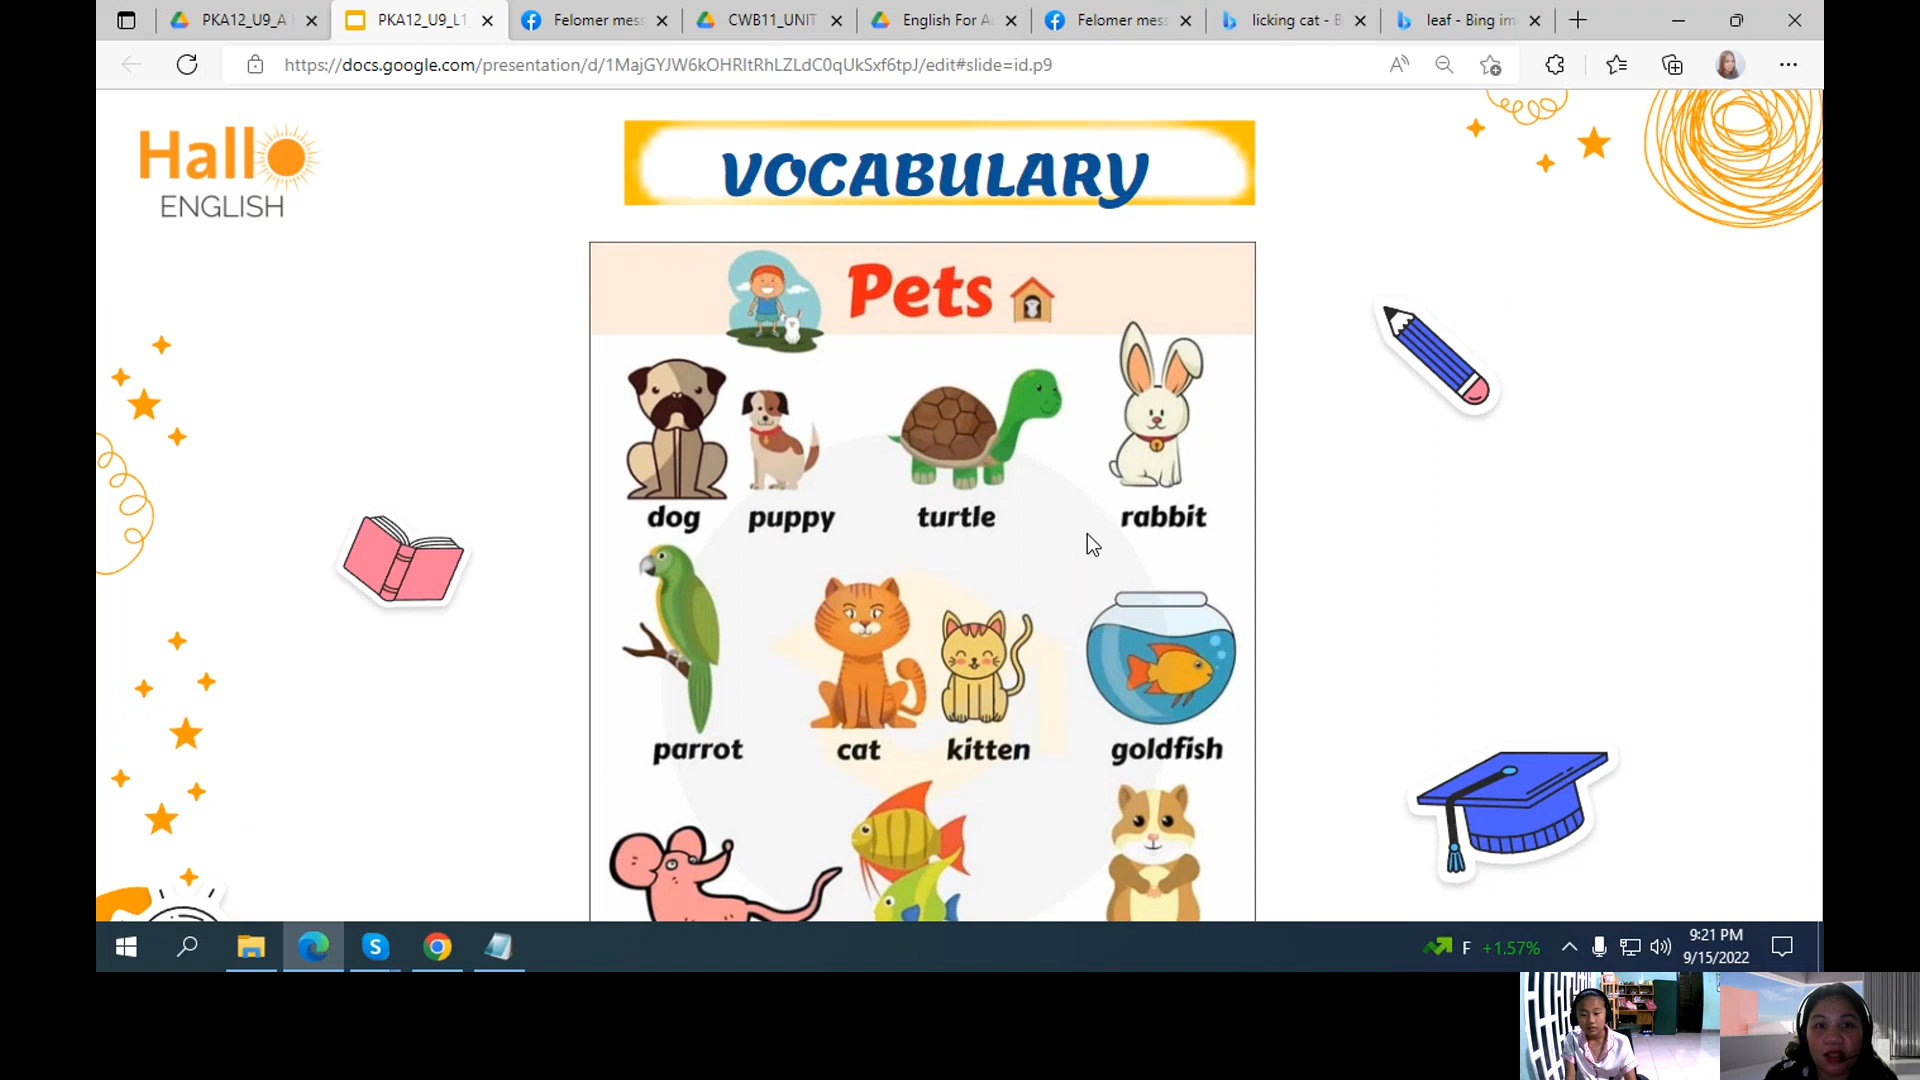 PKA12_U9_A
PKA12_U9_L1
Felomer mess
CWB11_UNIT
English For A
Felomer mess
licking cat - B
leaf - Bing im
https://docs.google.com/presentation/d/1MajGYJW6kOHRItRhLZLdC0qUkSxf6tpJ/edit#slide=id.p9
Hallo
ENGLISH
VOCABULARY
Pets
dog puppy turtle rabbit
parrot cat kitten goldfish
F +1.57%
9:21 PM
9/15/2022